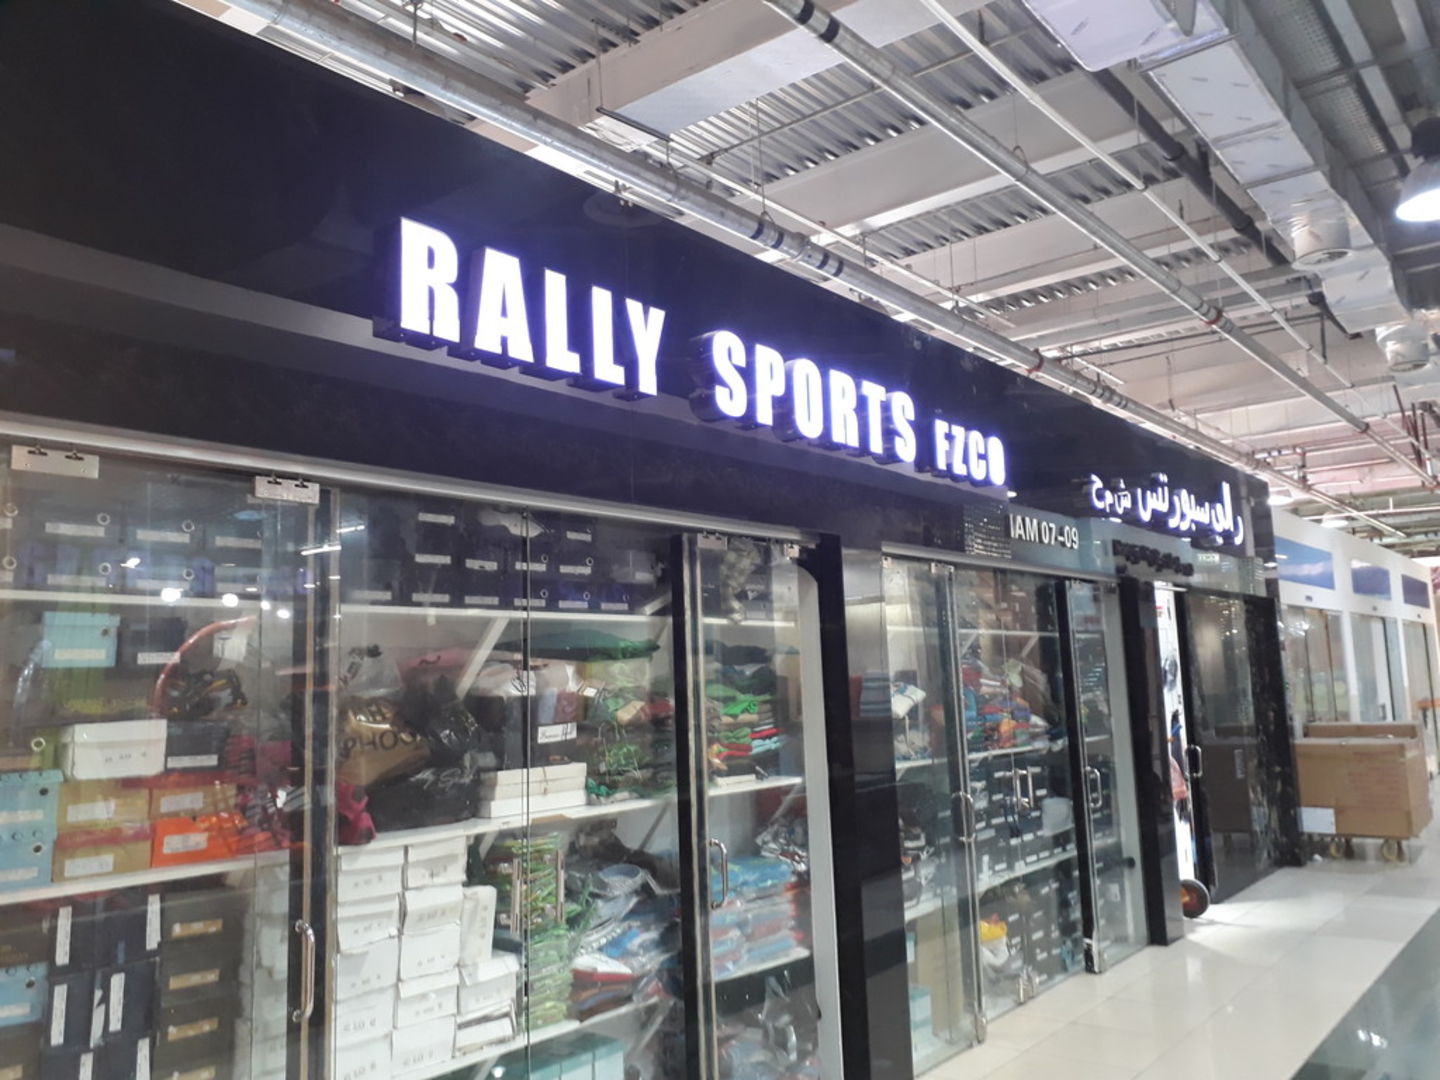 RALLY SPORTS FZCO
رالي سبورتس ش م ح
IAM 07-09